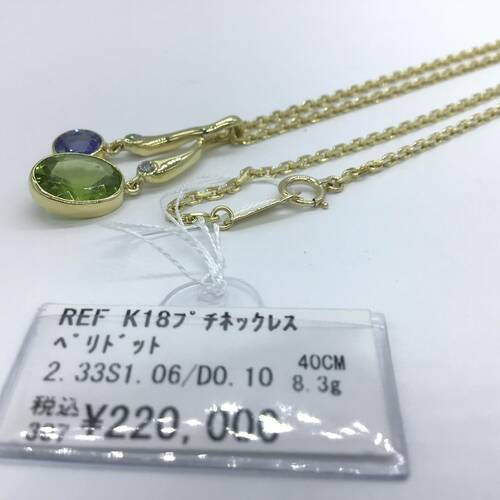 REF K18プチネックレス
ペリドット
2.33S1.06/D0.10 40CM 8.3g
税込 ¥220,000
337